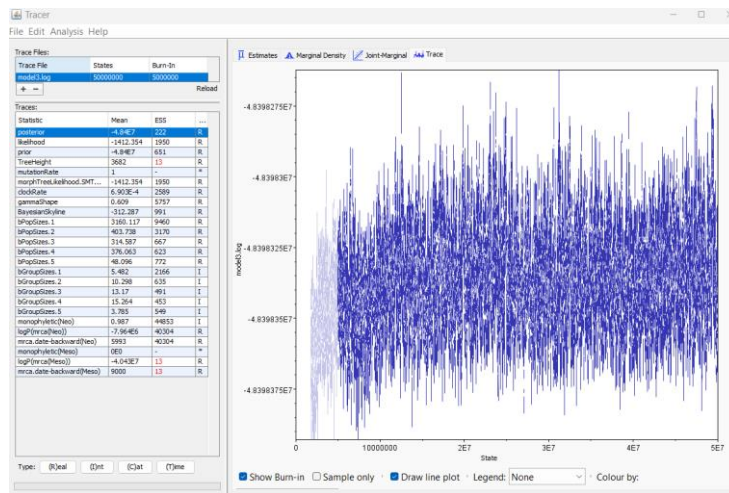 Tracer
File Edit Analysis Help
Trace Files:
Trace File States Burn-In
model3.log 50000000 5000000
+ − Reload
Traces:
Statistic Mean ESS ...
posterior -4.84E7 222 R
likelihood -1412.354 1950 R
prior -4.84E7 651 R
TreeHeight 3682 13 R
mutationRate 1 - *
morphTreeLikelihood.SMT... -1412.354 1950 R
clockRate 6.903E-4 2589 R
gammaShape 0.609 5757 R
BayesianSkyline -312.287 991 R
bPopSizes.1 3160.117 9460 R
bPopSizes.2 403.738 3170 R
bPopSizes.3 314.587 667 R
bPopSizes.4 376.063 623 R
bPopSizes.5 48.096 772 R
bGroupSizes.1 5.482 2166 I
bGroupSizes.2 10.298 635 I
bGroupSizes.3 13.17 491 I
bGroupSizes.4 15.264 453 I
bGroupSizes.5 3.785 549 I
monophyletic(Neo) 0.987 44853 I
logP(mrca(Neo)) -7.964E6 40304 R
mrca.date-backward(Neo) 5993 40304 R
monophyletic(Meso) 0E0 - *
logP(mrca(Meso)) -4.043E7 13 R
mrca.date-backward(Meso) 9000 13 R
Type: (R)eal (I)nt (C)at (T)ime
Estimates Marginal Density Joint-Marginal Trace
-4.8398275E7
-4.83983E7
-4.8398325E7
-4.839835E7
-4.8398375E7
model3.log
0 10000000 2E7 3E7 4E7 5E7
State
Show Burn-in Sample only Draw line plot Legend: None Colour by: